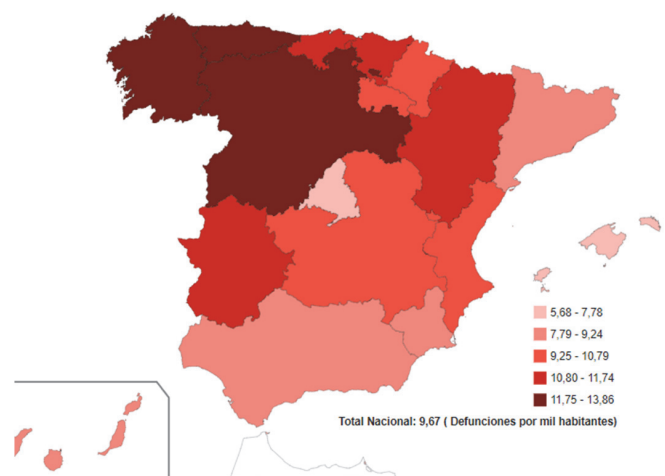 5,68 - 7,78
7,79 - 9,24
9,25 - 10,79
10,80 - 11,74
11,75 - 13,86
Total Nacional: 9,67 ( Defunciones por mil habitantes)